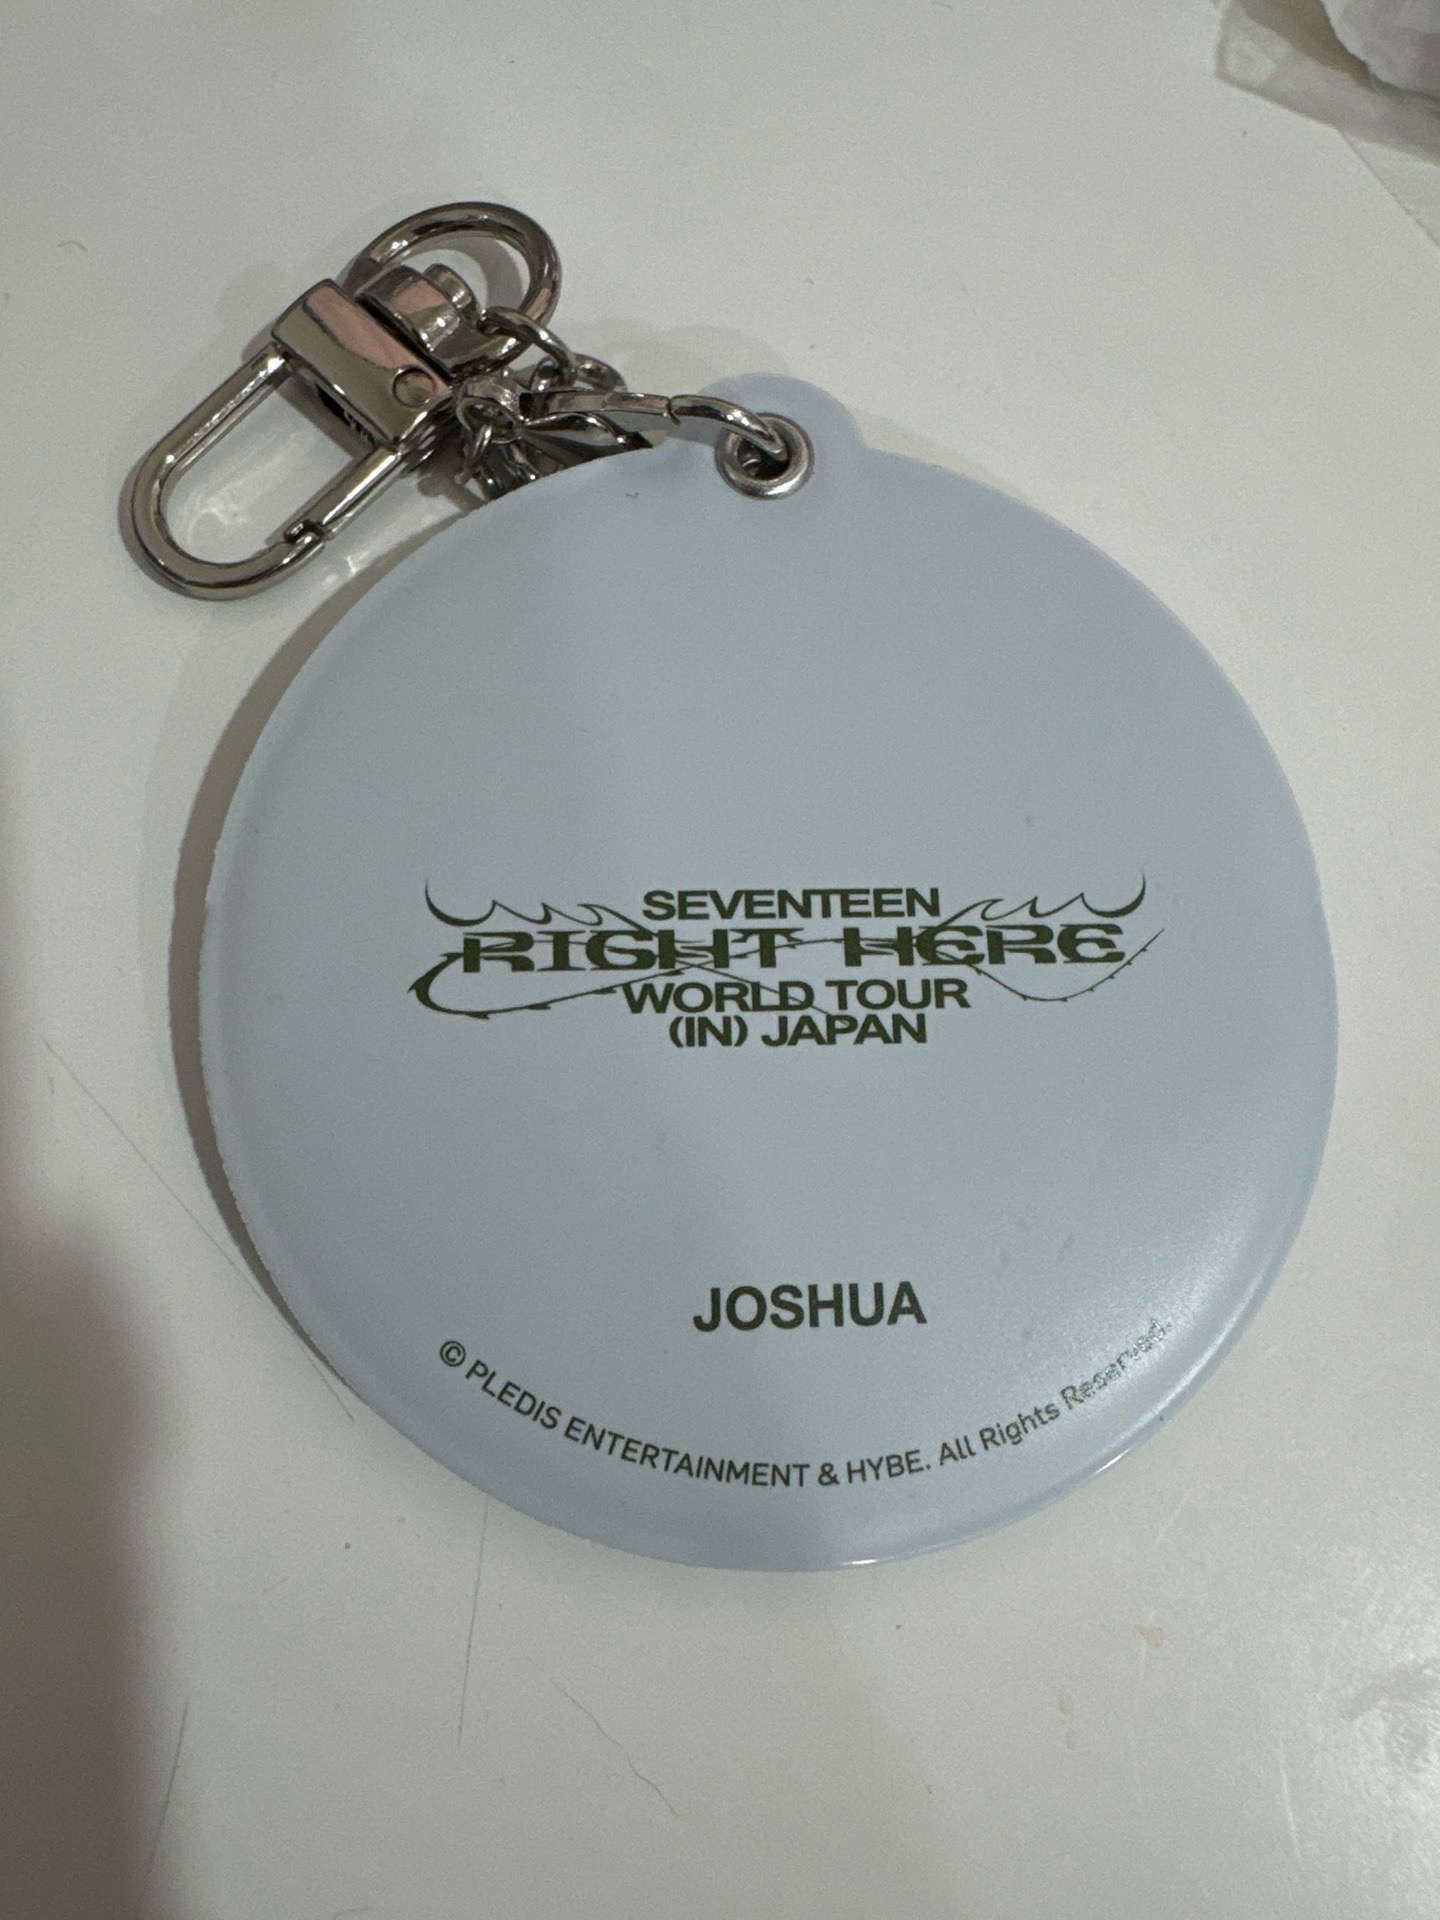 SEVENTEEN
RIGHT HERE
WORLD TOUR
(IN) JAPAN
JOSHUA
© PLEDIS ENTERTAINMENT & HYBE. All Rights Reserved.